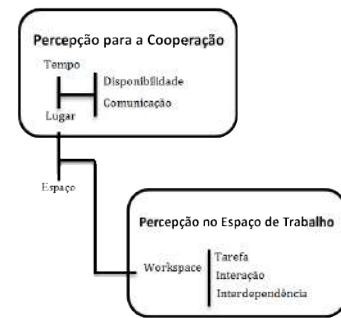 Percepção para a Cooperação
Tempo
Disponibilidade
Comunicação
Lugar
Espaço
Percepção no Espaço de Trabalho
Workspace
Tarefa
Interação
Interdependência